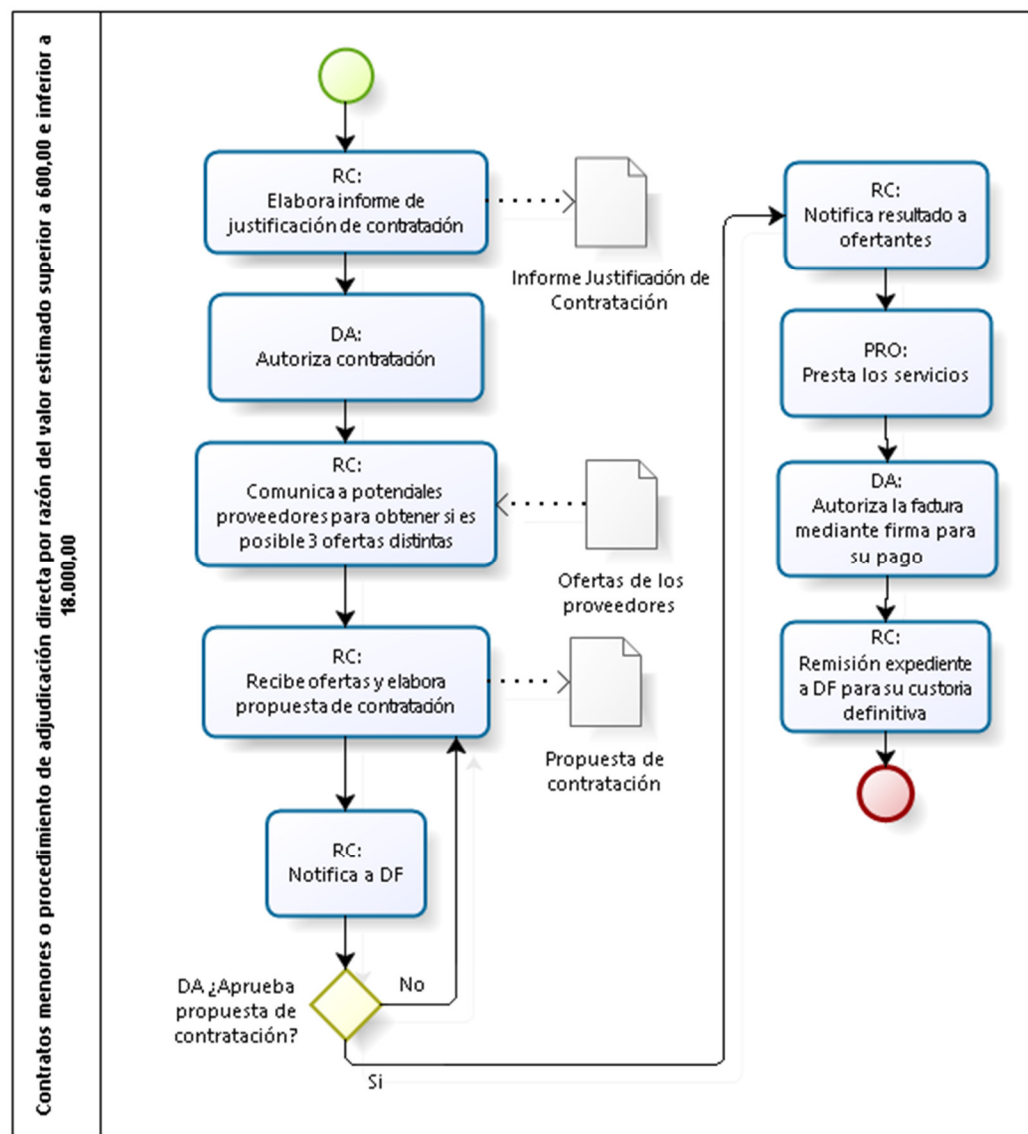 Contratos menores o procedimiento de adjudicación directa por razón del valor estimado superior a 600,00 e inferior a
18.000,00
RC:
Elabora informe de
justificación de contratación
Informe Justificación de
Contratación
DA:
Autoriza contratación
RC:
Comunica a potenciales
proveedores para obtener si es
posible 3 ofertas distintas
Ofertas de los
proveedores
RC:
Recibe ofertas y elabora
propuesta de contratación
Propuesta de
contratación
RC:
Notifica a DF
DA ¿Aprueba
propuesta de
contratación?
No
Si
RC:
Notifica resultado a
ofertantes
PRO:
Presta los servicios
DA:
Autoriza la factura
mediante firma para
su pago
RC:
Remisión expediente
a DF para su custoria
definitiva